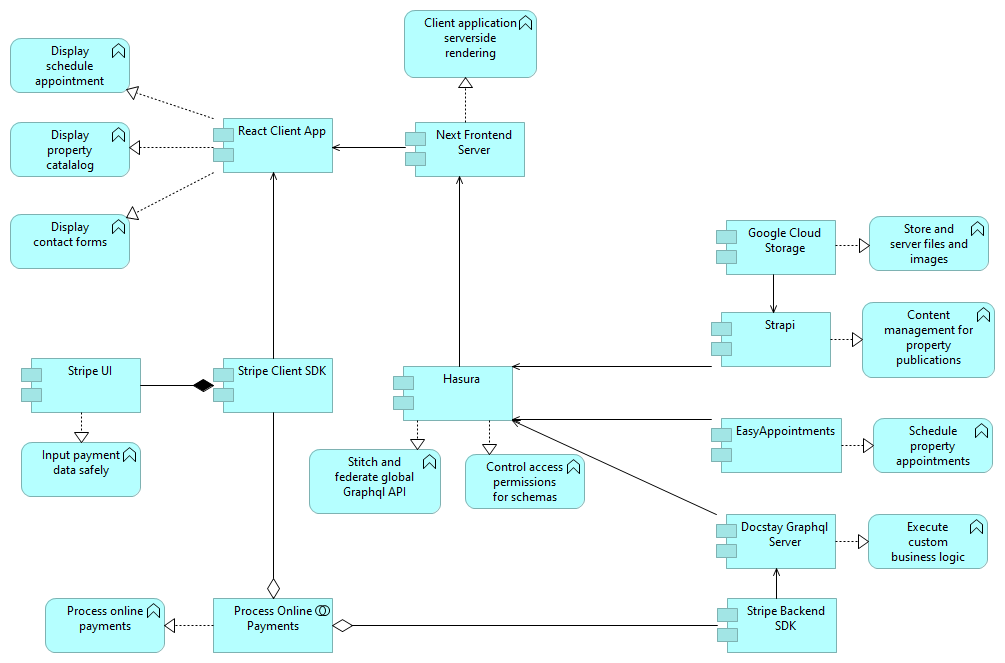 Client application
serverside
rendering
Display
schedule
appointment
React Client App
Next Frontend
Server
Display
property
catalalog
Display
contact forms
Google Cloud
Storage
Store and
server files and
images
Strapi
Content
management for
property
publications
Stripe UI
Stripe Client SDK
Hasura
EasyAppointments
Schedule
property
appointments
Input payment
data safely
Stitch and
federate global
Graphql API
Control access
permissions
for schemas
Docstay Graphql
Server
Execute
custom
business logic
Process online
payments
Process Online
Payments
Stripe Backend
SDK